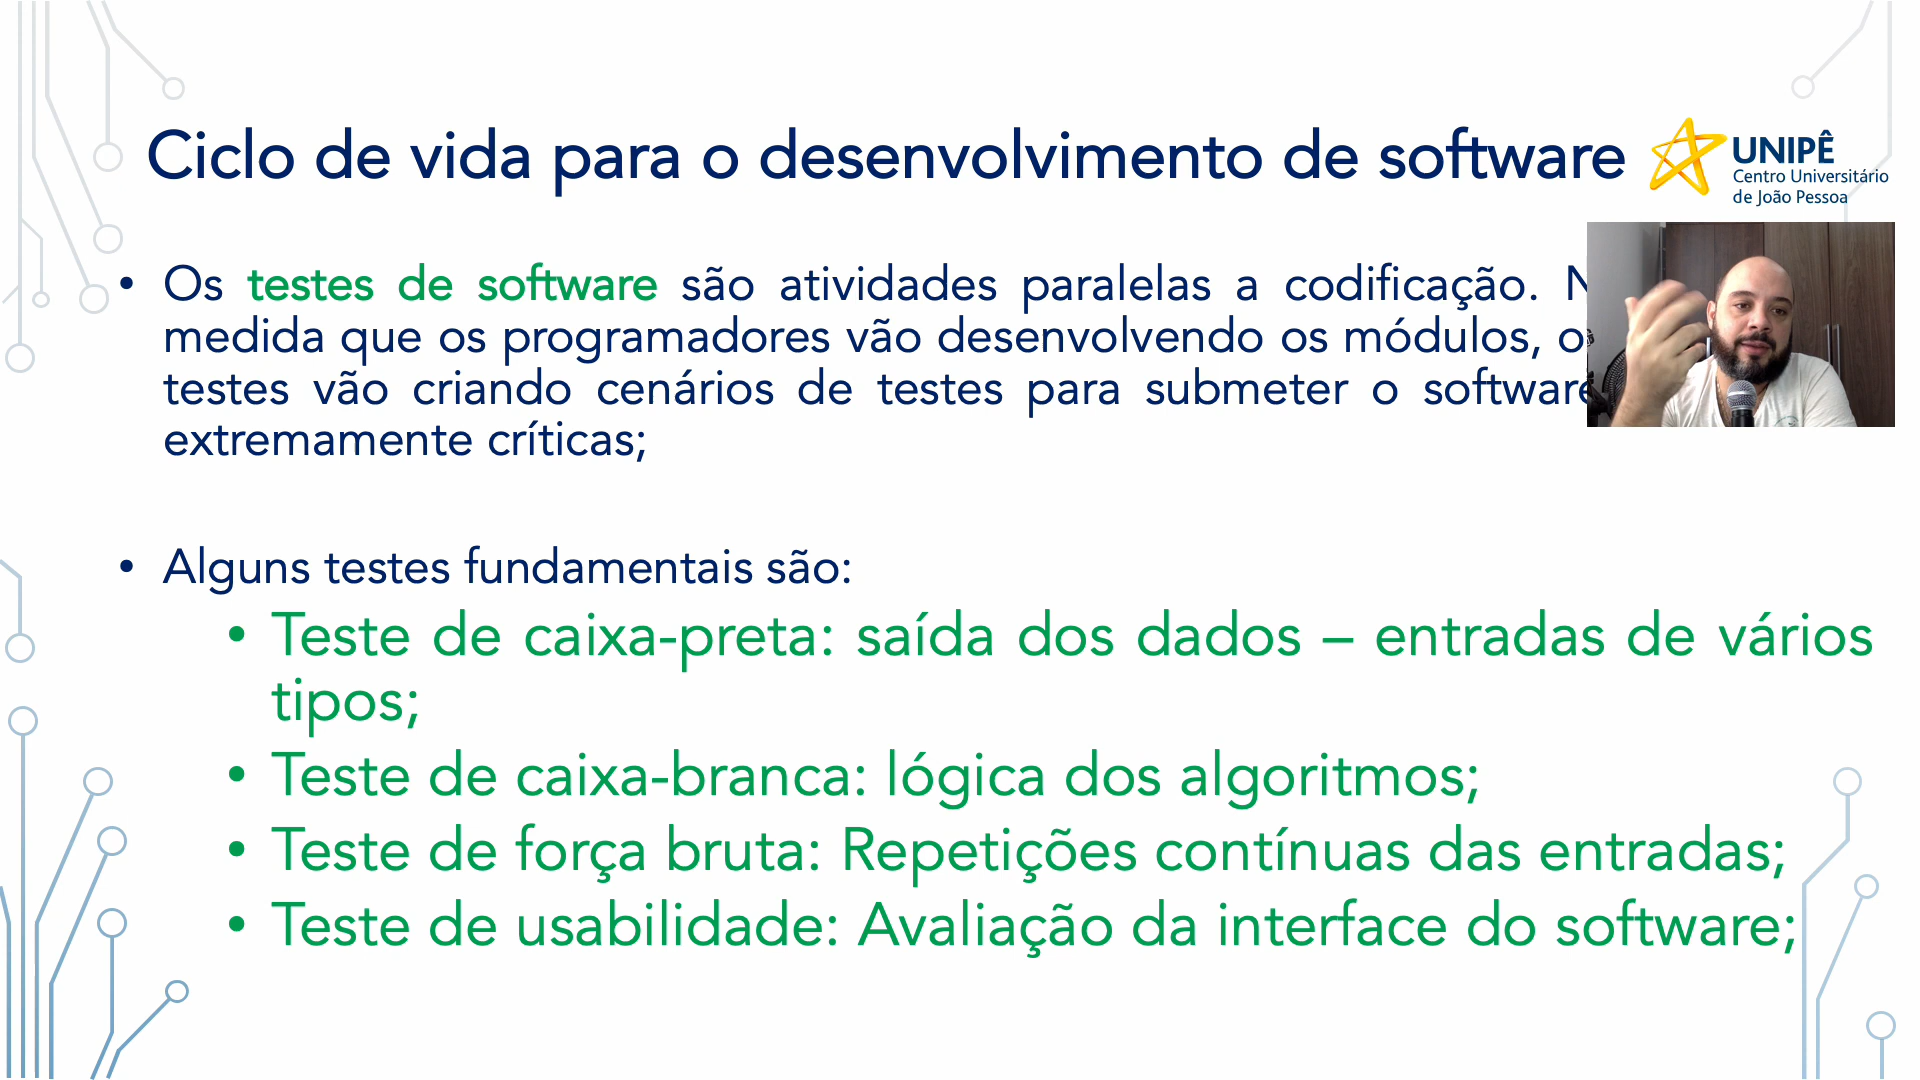 Ciclo de vida para o desenvolvimento de software
UNIPÊ
Centro Universitário
de João Pessoa
• Os testes de software são atividades paralelas a codificação.
medida que os programadores vão desenvolvendo os módulos,
testes vão criando cenários de testes para submeter o software
extremamente críticas;
• Alguns testes fundamentais são:
• Teste de caixa-preta: saída dos dados – entradas de vários
tipos;
• Teste de caixa-branca: lógica dos algoritmos;
• Teste de força bruta: Repetições contínuas das entradas;
• Teste de usabilidade: Avaliação da interface do software;